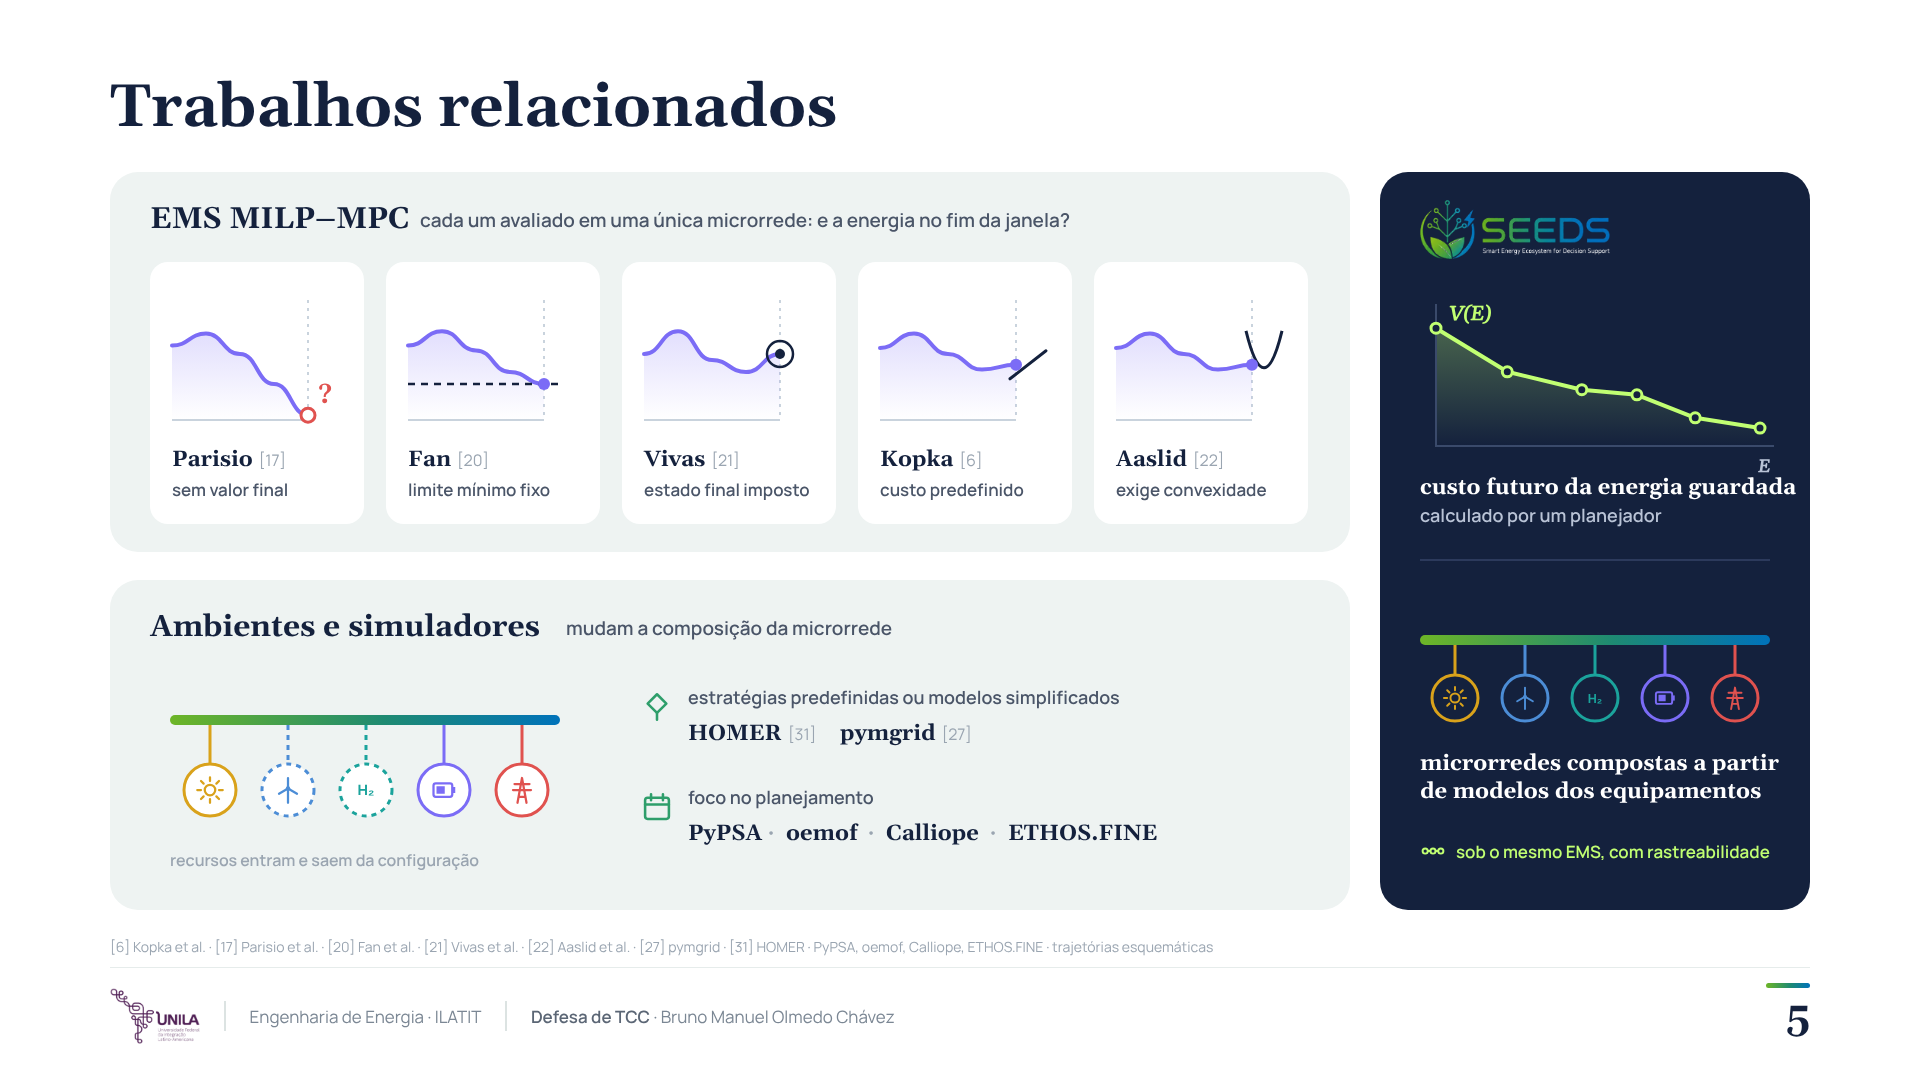 Trabalhos relacionados
EMS MILP–MPC cada um avaliado em uma única microrrede: e a energia no fim da janela?
?
Parisio [17]
sem valor final
Fan [20]
limite mínimo fixo
Vivas [21]
estado final imposto
Kopka [6]
custo predefinido
Aaslid [22]
exige convexidade
Ambientes e simuladores mudam a composição da microrrede
H₂
recursos entram e saem da configuração
estratégias predefinidas ou modelos simplificados
HOMER [31] pymgrid [27]
foco no planejamento
PyPSA · oemof · Calliope · ETHOS.FINE
SEEDS
Smart Energy Ecosystem for Decision Support
V(E)
E
custo futuro da energia guardada
calculado por um planejador
H₂
microrredes compostas a partir
de modelos dos equipamentos
sob o mesmo EMS, com rastreabilidade
[6] Kopka et al. · [17] Parisio et al. · [20] Fan et al. · [21] Vivas et al. · [22] Aaslid et al. · [27] pymgrid · [31] HOMER · PyPSA, oemof, Calliope, ETHOS.FINE · trajetórias esquemáticas
UNILA
Universidade Federal
da Integração
Latino-Americana
Engenharia de Energia · ILATIT
Defesa de TCC · Bruno Manuel Olmedo Chávez
5